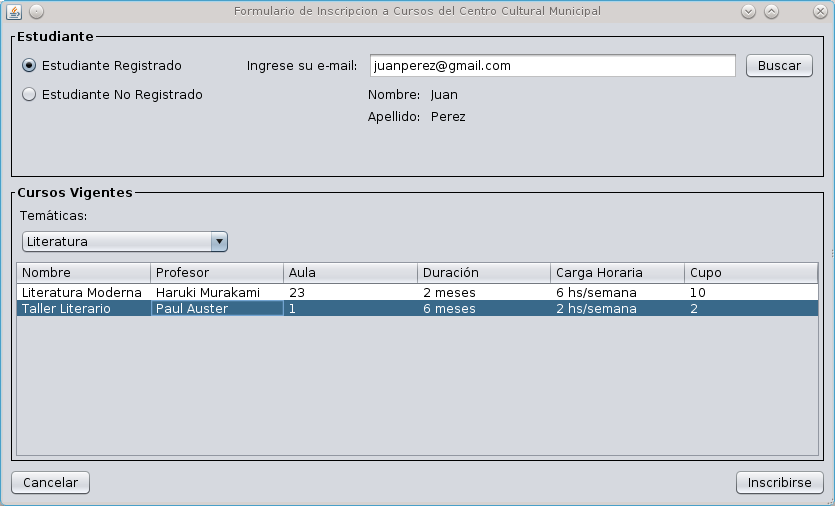 Formulario de Inscripcion a Cursos del Centro Cultural Municipal
Estudiante
Estudiante Registrado Ingrese su e-mail: juanperez@gmail.com Buscar
Estudiante No Registrado Nombre: Juan
Apellido: Perez
Cursos Vigentes
Temáticas:
Literatura
Nombre Profesor Aula Duración Carga Horaria Cupo
Literatura Moderna Haruki Murakami 23 2 meses 6 hs/semana 10
Taller Literario Paul Auster 1 6 meses 2 hs/semana 2
Cancelar Inscribirse